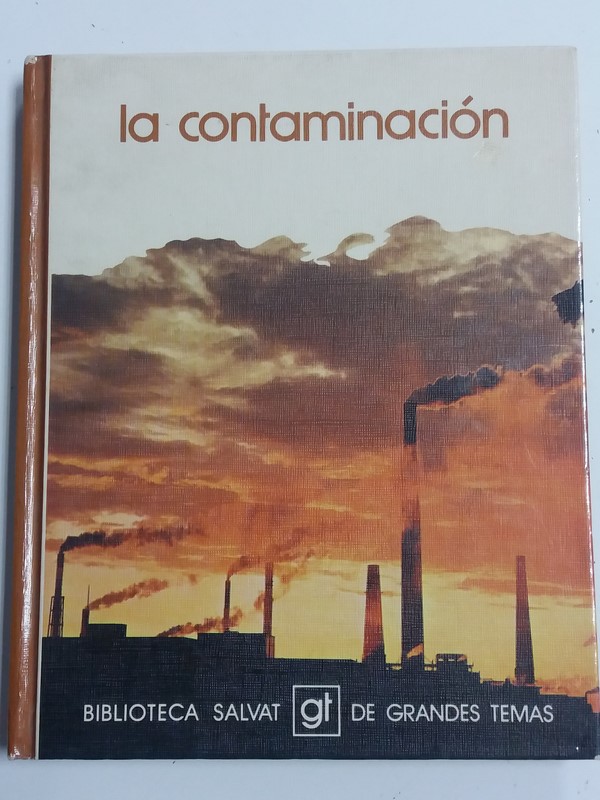 la contaminación
BIBLIOTECA SALVAT gt DE GRANDES TEMAS